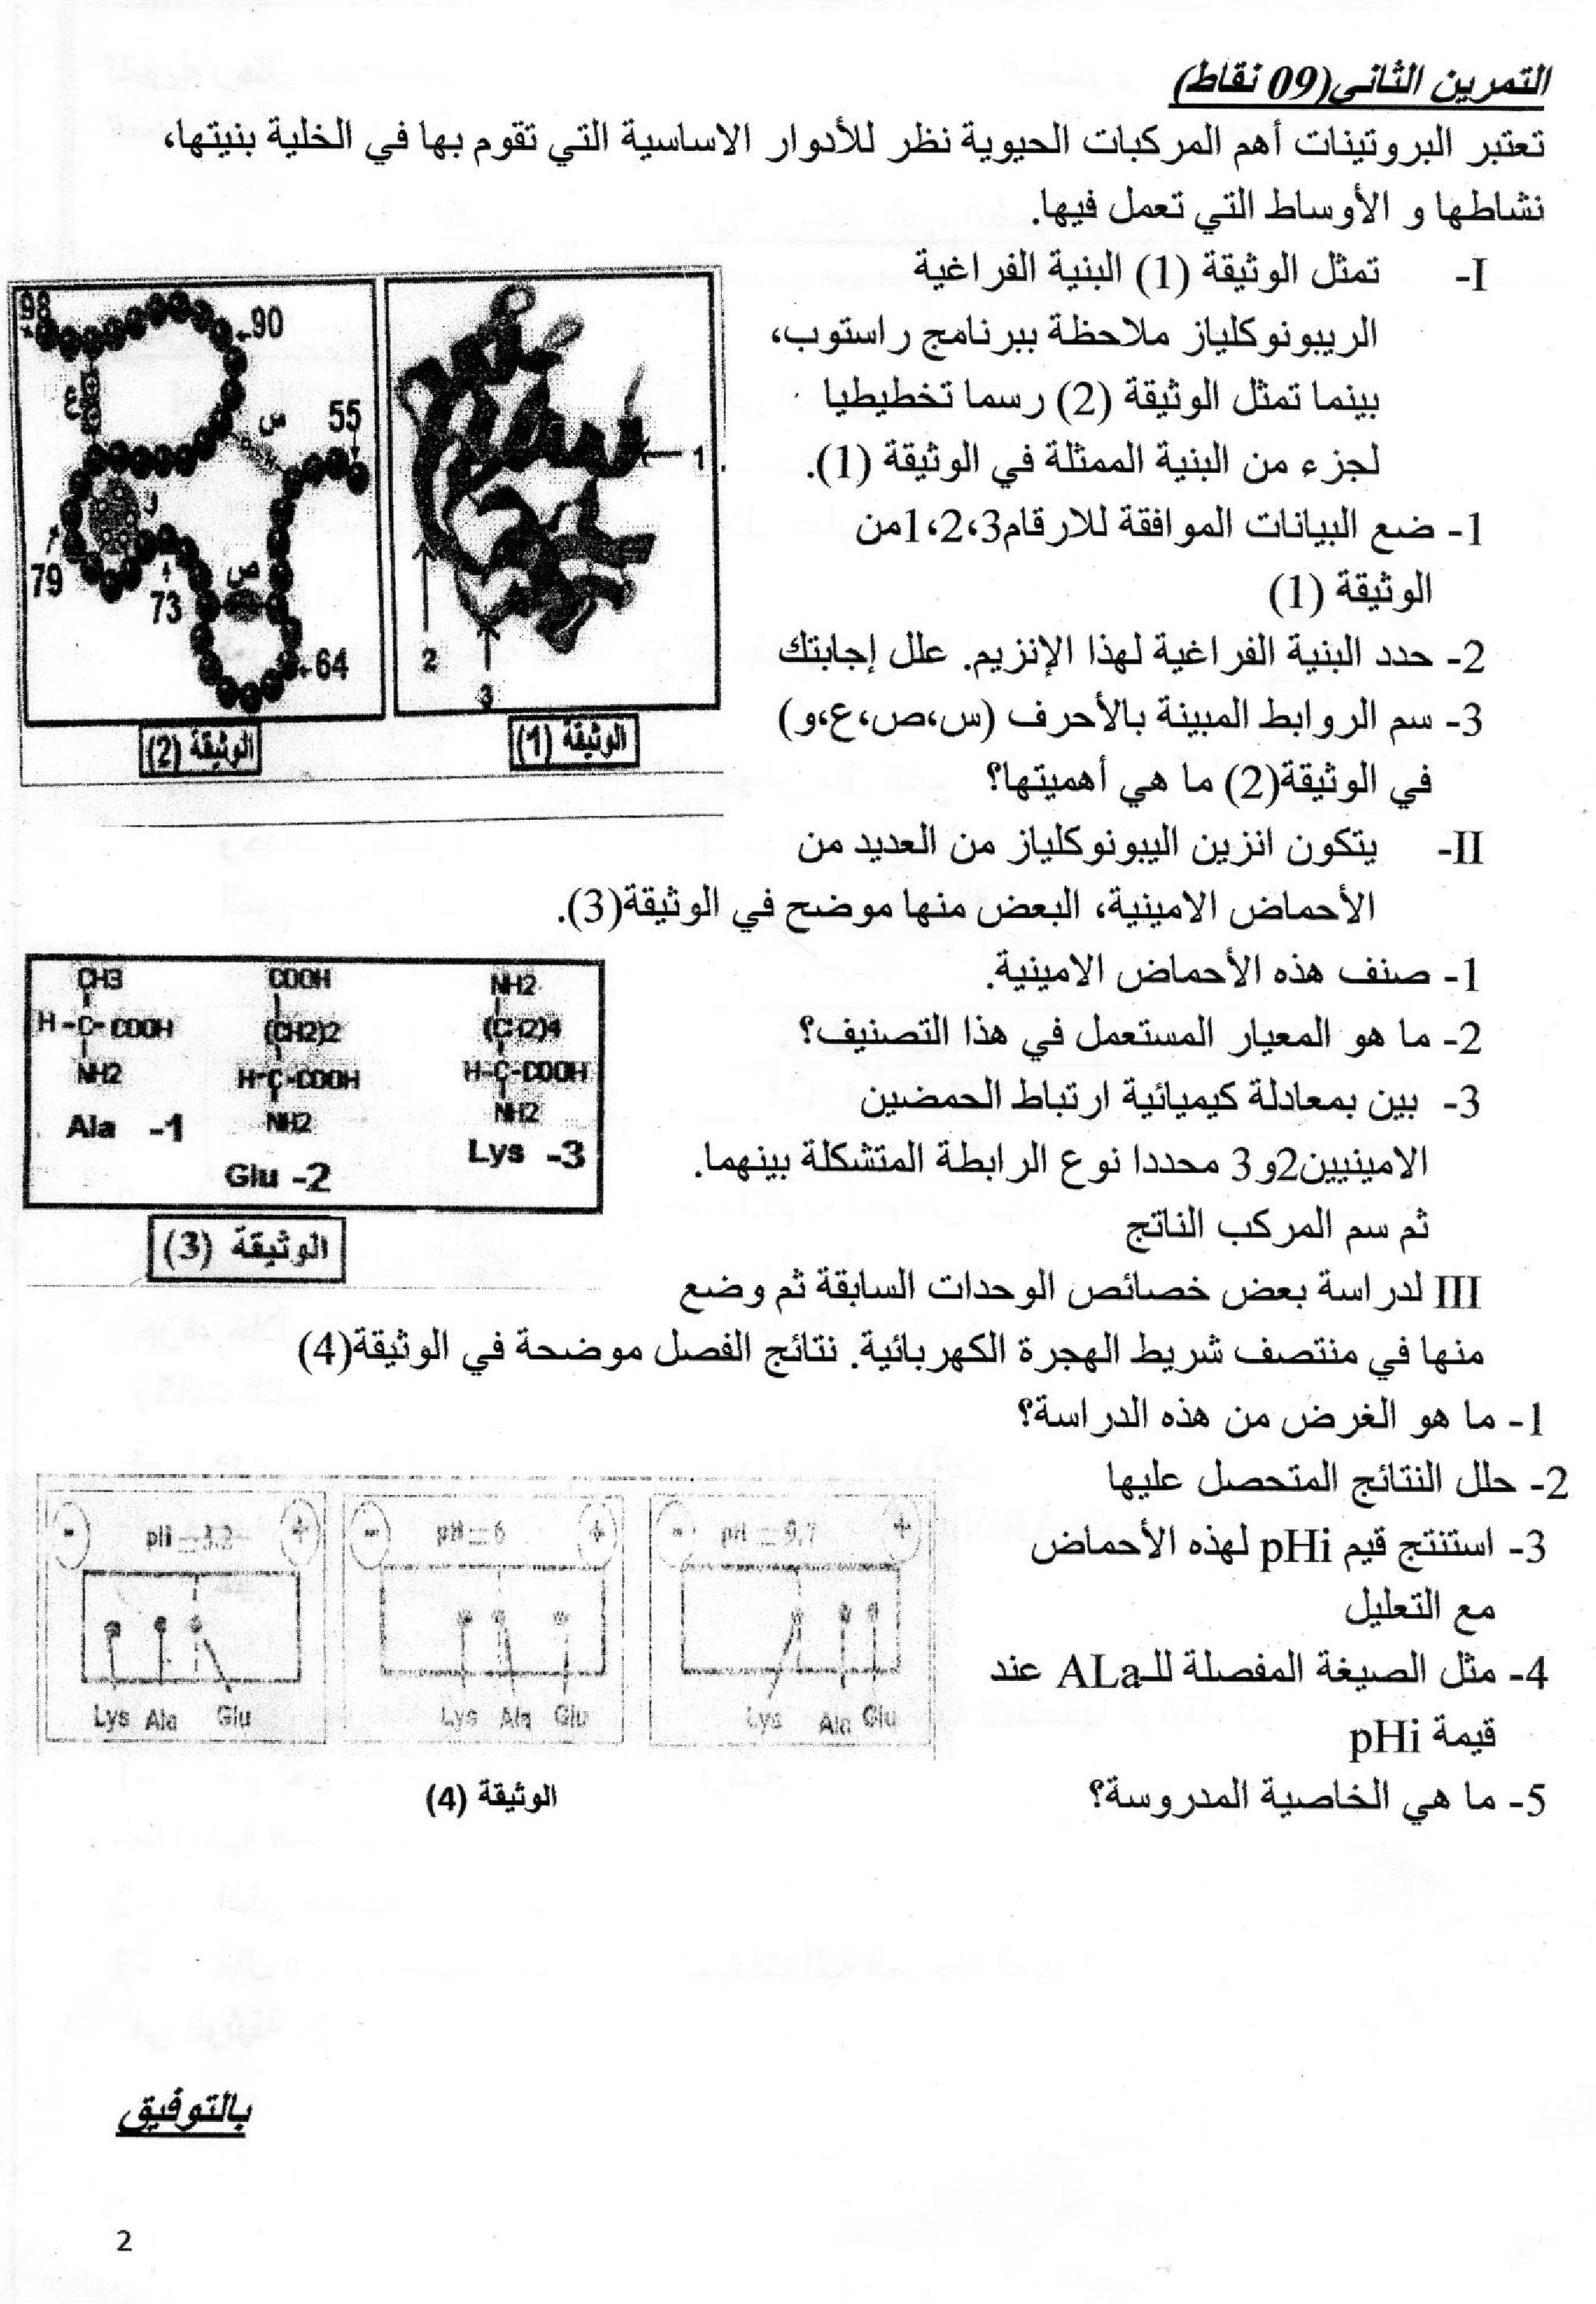 التمرين الثاني(09 نقاط)
تعتبر البروتينات أهم المركبات الحيوية نظر للأدوار الاساسية التي تقوم بها في الخلية بنيتها،
نشاطها و الأوساط التي تعمل فيها.
I- تمثل الوثيقة (1) البنية الفراغية
الريبونوكلياز ملاحظة ببرنامج راستوب،
بينما تمثل الوثيقة (2) رسما تخطيطيا
لجزء من البنية الممثلة في الوثيقة (1).
1- ضع البيانات الموافقة للارقام1،2،3من
الوثيقة (1)
2- حدد البنية الفراغية لهذا الإنزيم. علل إجابتك
3- سم الروابط المبينة بالأحرف (س،ص،ع،و)
في الوثيقة(2) ما هي أهميتها؟
1
2
3
الوثيقة (1)
98
90
ع
س
55
و
79
73
ص
64
الوثيقة (2)
II- يتكون انزين اليبونوكلياز من العديد من
الأحماض الامينية، البعض منها موضح في الوثيقة(3).
1- صنف هذه الأحماض الامينية.
2- ما هو المعيار المستعمل في هذا التصنيف؟
3- بين بمعادلة كيميائية ارتباط الحمضين
الامينيين2و3 محددا نوع الرابطة المتشكلة بينهما.
ثم سم المركب الناتج
CH3
H-C-COOH
NH2
Ala -1
COOH
(CH2)2
H-C-COOH
NH2
Glu -2
NH2
(CH2)4
H-C-COOH
NH2
Lys -3
الوثيقة (3)
III لدراسة بعض خصائص الوحدات السابقة ثم وضع
منها في منتصف شريط الهجرة الكهربائية. نتائج الفصل موضحة في الوثيقة(4)
1- ما هو الغرض من هذه الدراسة؟
2- حلل النتائج المتحصل عليها
3- استنتج قيم pHi لهذه الأحماض
مع التعليل
4- مثل الصيغة المفصلة للـALa عند
قيمة pHi
5- ما هي الخاصية المدروسة؟
- pH=3.2 +
Lys Ala Glu
- pH=6 +
Lys Ala Glu
- pH=9,7 +
Lys Ala Glu
الوثيقة (4)
بالتوفيق
2